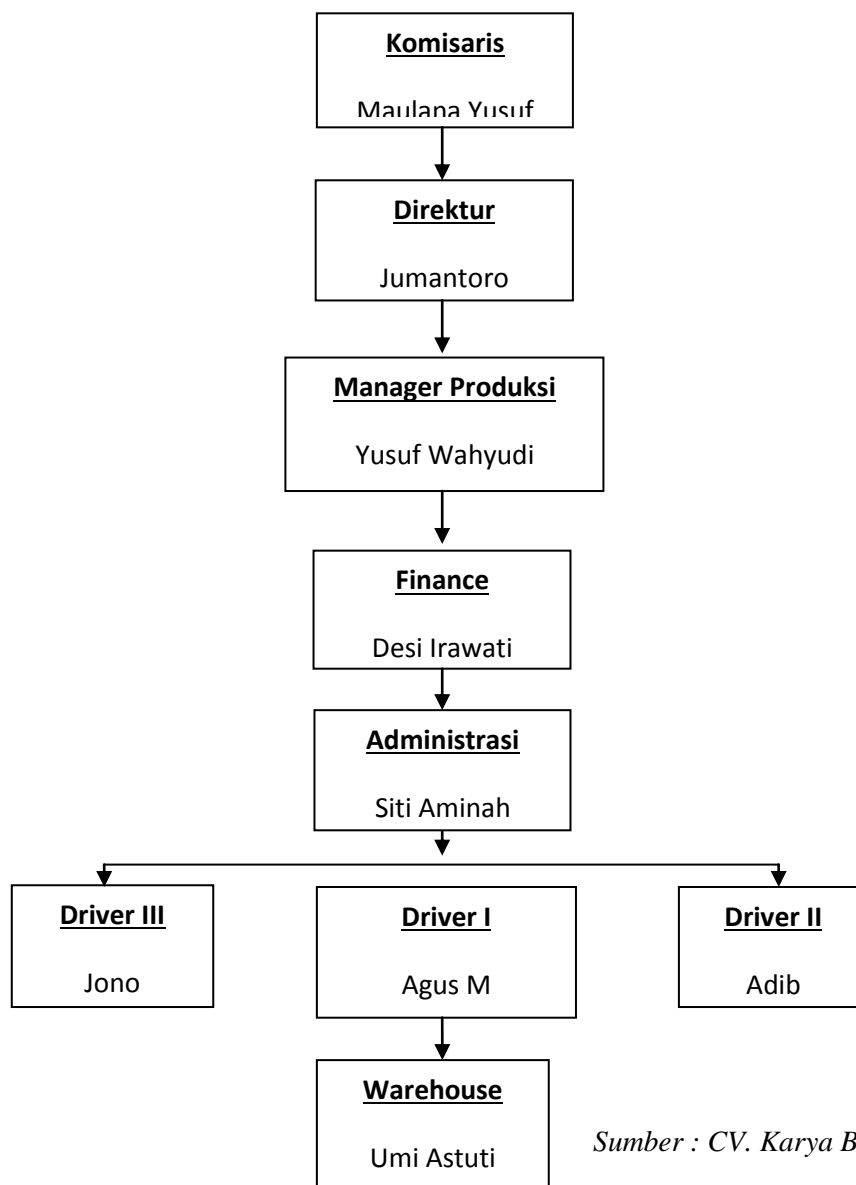 Komisaris
Maulana Yusuf
Direktur
Jumantoro
Manager Produksi
Yusuf Wahyudi
Finance
Desi Irawati
Administrasi
Siti Aminah
Driver III
Jono
Driver I
Agus M
Driver II
Adib
Warehouse
Umi Astuti
Sumber : CV. Karya B